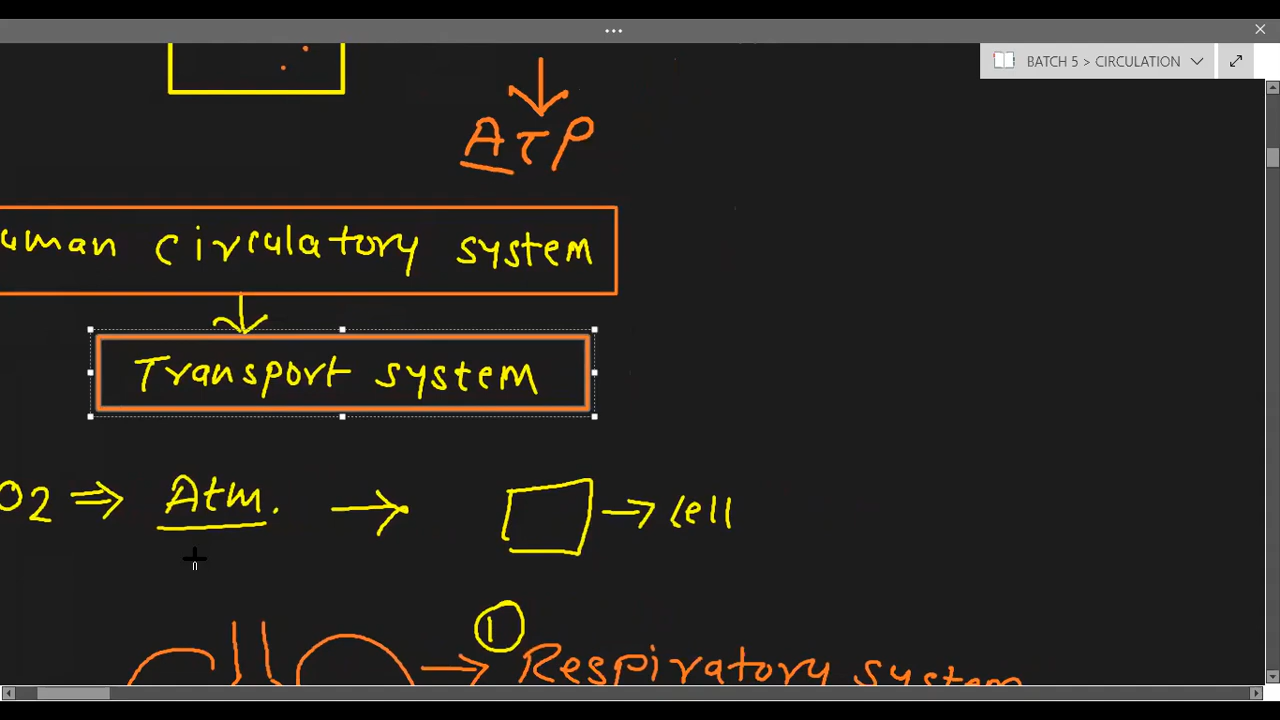 BATCH 5 > CIRCULATION
ATP
uman circulatory system
Transport system
O2 ⇒ Atm. → → cell
1
→ Respiratory system